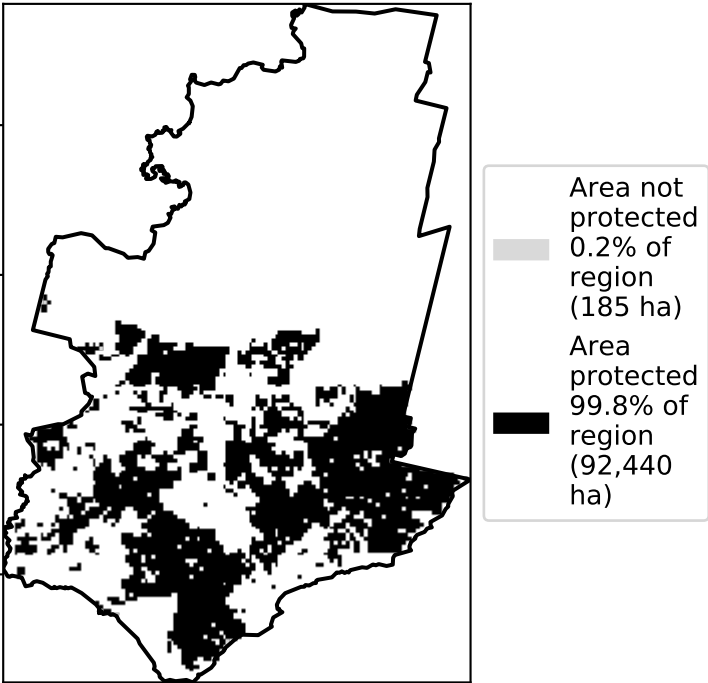 Area not
protected
0.2% of
region
(185 ha)
Area
protected
99.8% of
region
(92,440
ha)